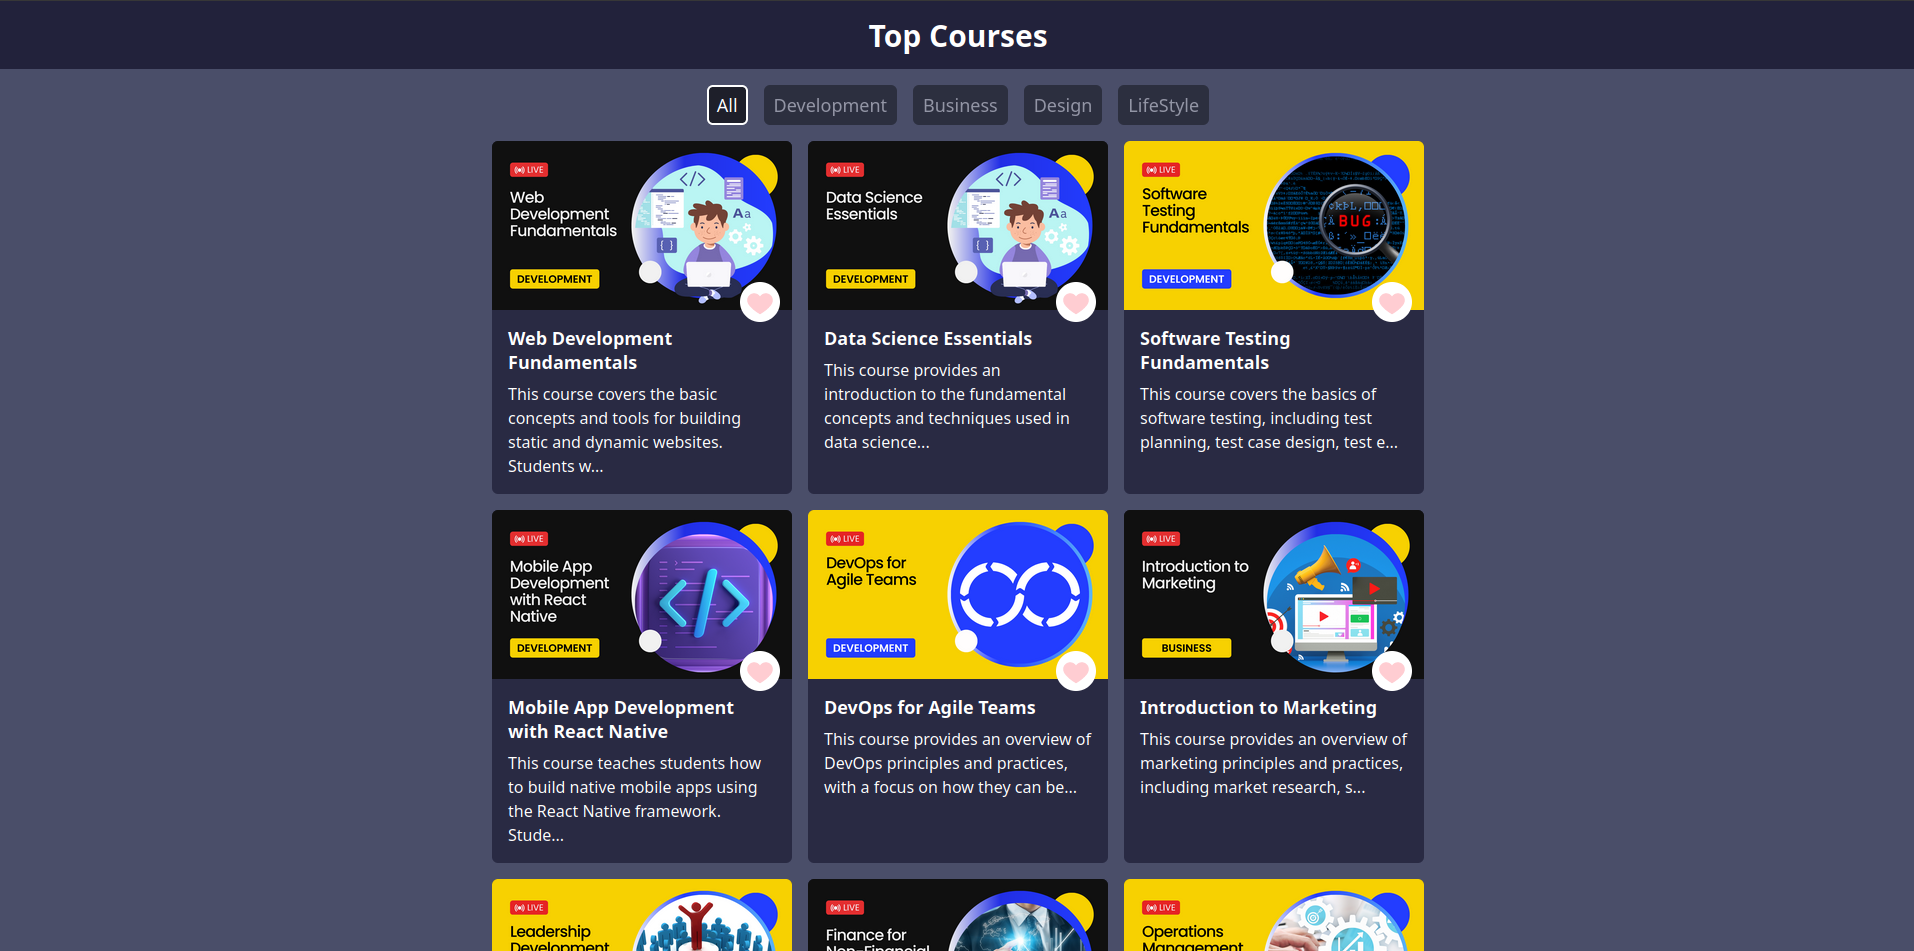 Top Courses
All Development Business Design LifeStyle
LIVE
Web
Development
Fundamentals
DEVELOPMENT
Aa
Web Development
Fundamentals
This course covers the basic
concepts and tools for building
static and dynamic websites.
Students w...
LIVE
Data Science
Essentials
DEVELOPMENT
Aa
Data Science Essentials
This course provides an
introduction to the fundamental
concepts and techniques used in
data science...
LIVE
Software
Testing
Fundamentals
DEVELOPMENT
BUG
Software Testing
Fundamentals
This course covers the basics of
software testing, including test
planning, test case design, test e...
LIVE
Mobile App
Development
with React
Native
DEVELOPMENT
</>
Mobile App Development
with React Native
This course teaches students how
to build native mobile apps using
the React Native framework.
Stude...
LIVE
DevOps for
Agile Teams
DEVELOPMENT
DevOps for Agile Teams
This course provides an overview of
DevOps principles and practices,
with a focus on how they can be...
LIVE
Introduction to
Marketing
BUSINESS
Introduction to Marketing
This course provides an overview of
marketing principles and practices,
including market research, s...
LIVE
Leadership
Development
LIVE
Finance for
Non-Financial
LIVE
Operations
Management